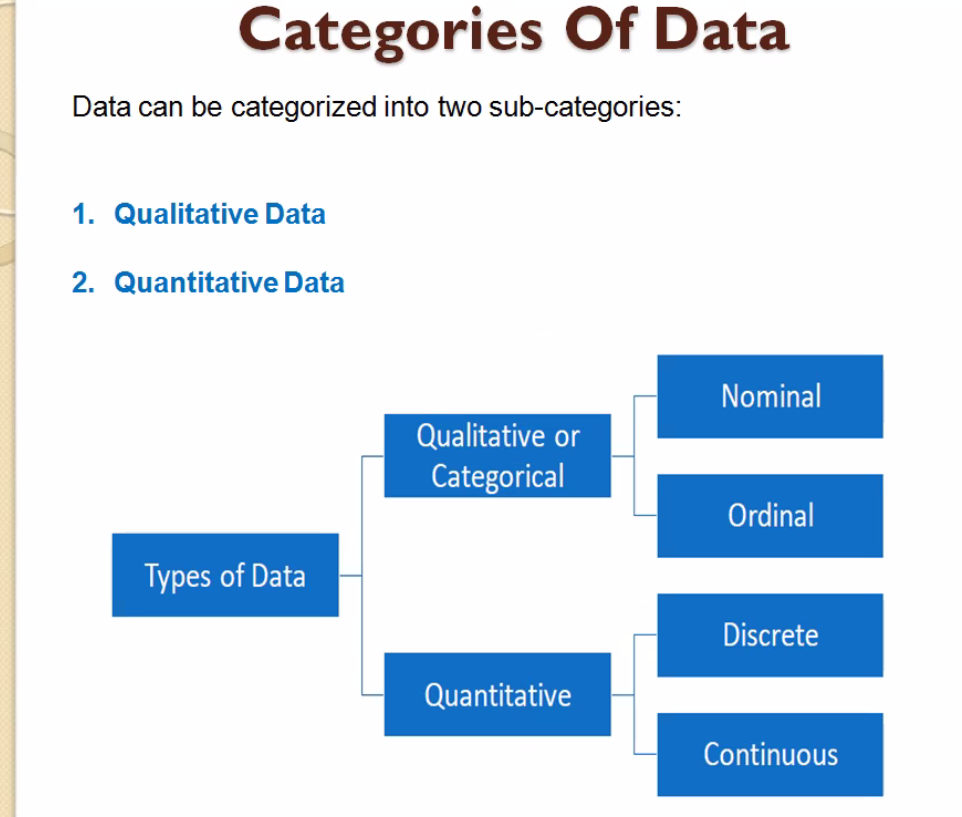 Categories Of Data
Data can be categorized into two sub-categories:
1. Qualitative Data
2. Quantitative Data
Nominal
Qualitative or
Categorical
Ordinal
Types of Data
Discrete
Quantitative
Continuous